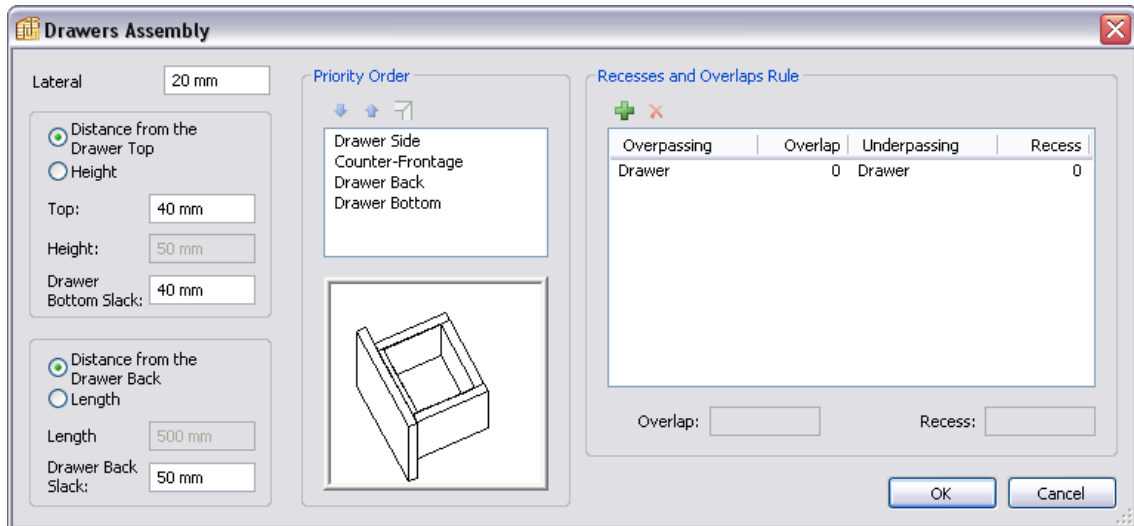 Drawers Assembly
Lateral 20 mm
Distance from the
Drawer Top
Height
Top: 40 mm
Height: 50 mm
Drawer
Bottom Slack: 40 mm
Distance from the
Drawer Back
Length
Length 500 mm
Drawer Back
Slack: 50 mm
Priority Order
Drawer Side
Counter-Frontage
Drawer Back
Drawer Bottom
Recesses and Overlaps Rule
Overpassing Overlap Underpassing Recess
Drawer 0 Drawer 0
Overlap: Recess:
OK Cancel